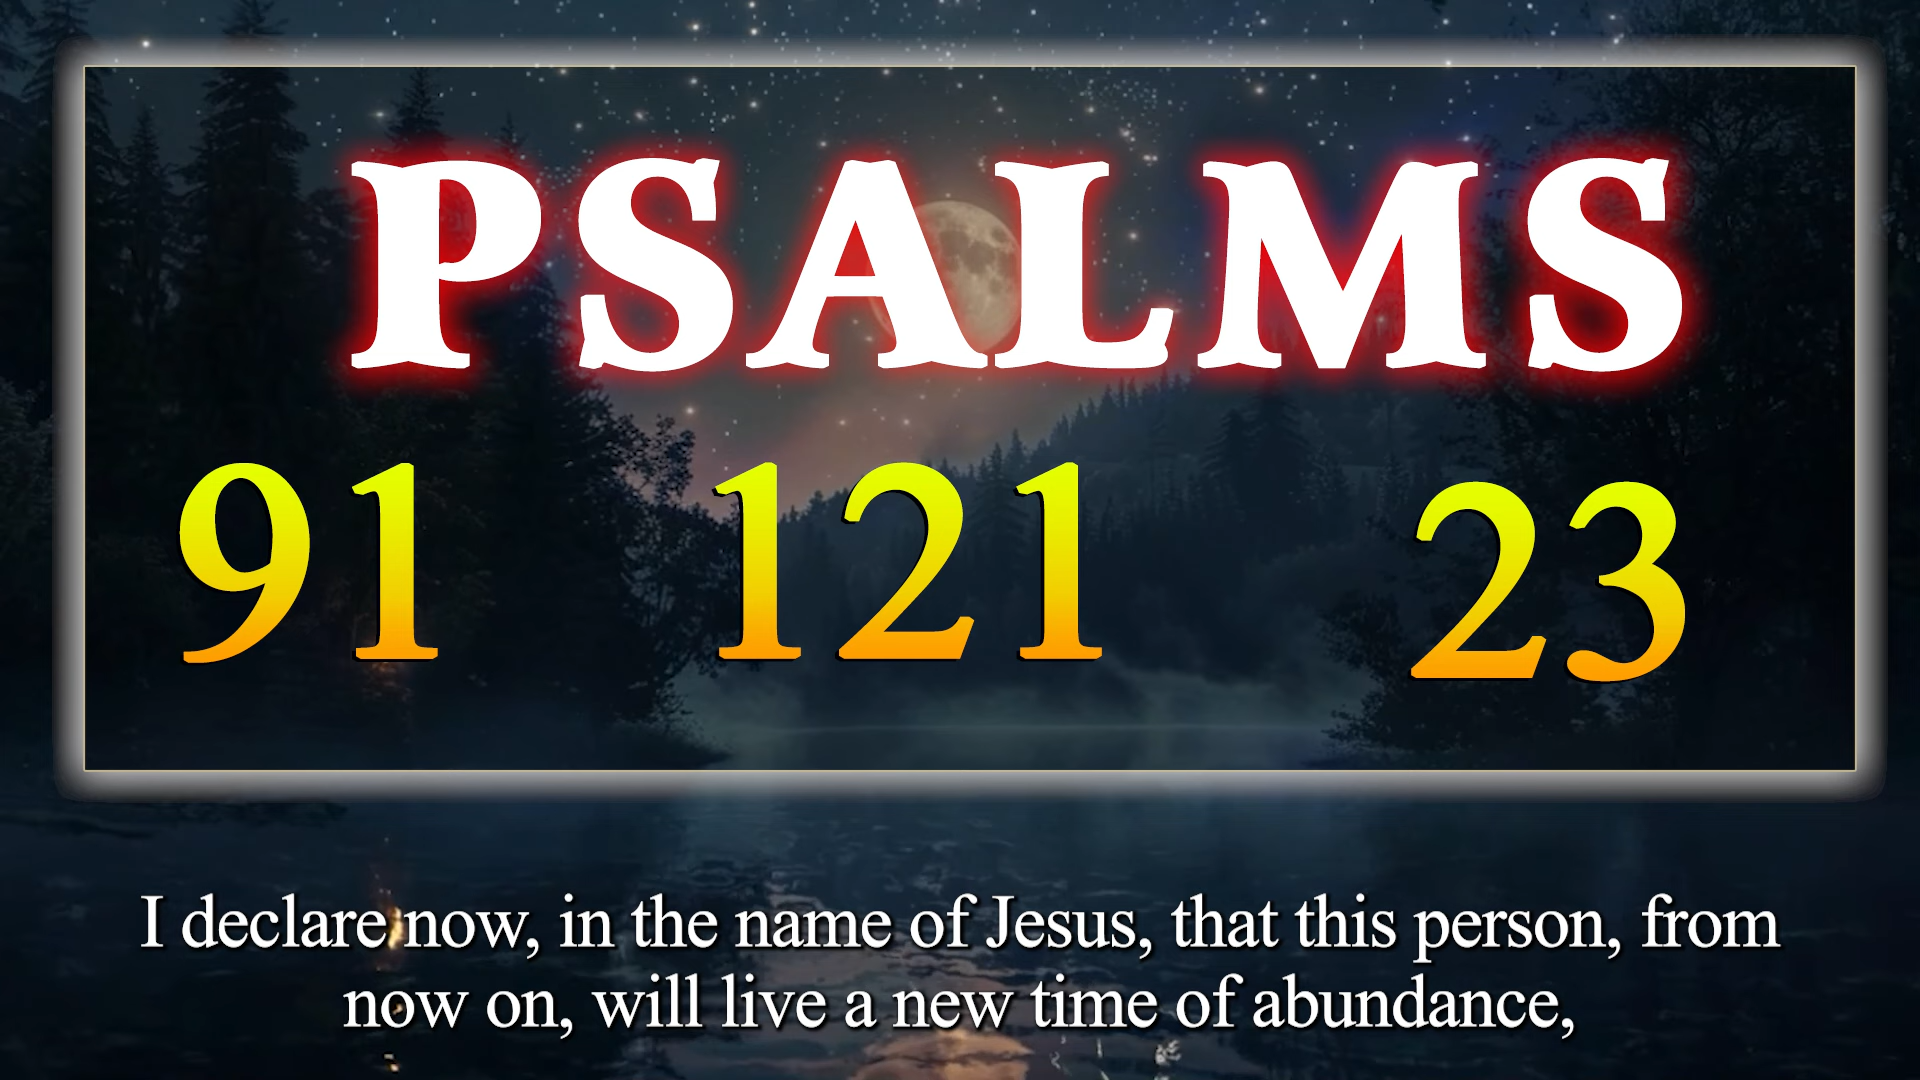 PSALMS
91 121 23
I declare now, in the name of Jesus, that this person, from
now on, will live a new time of abundance,